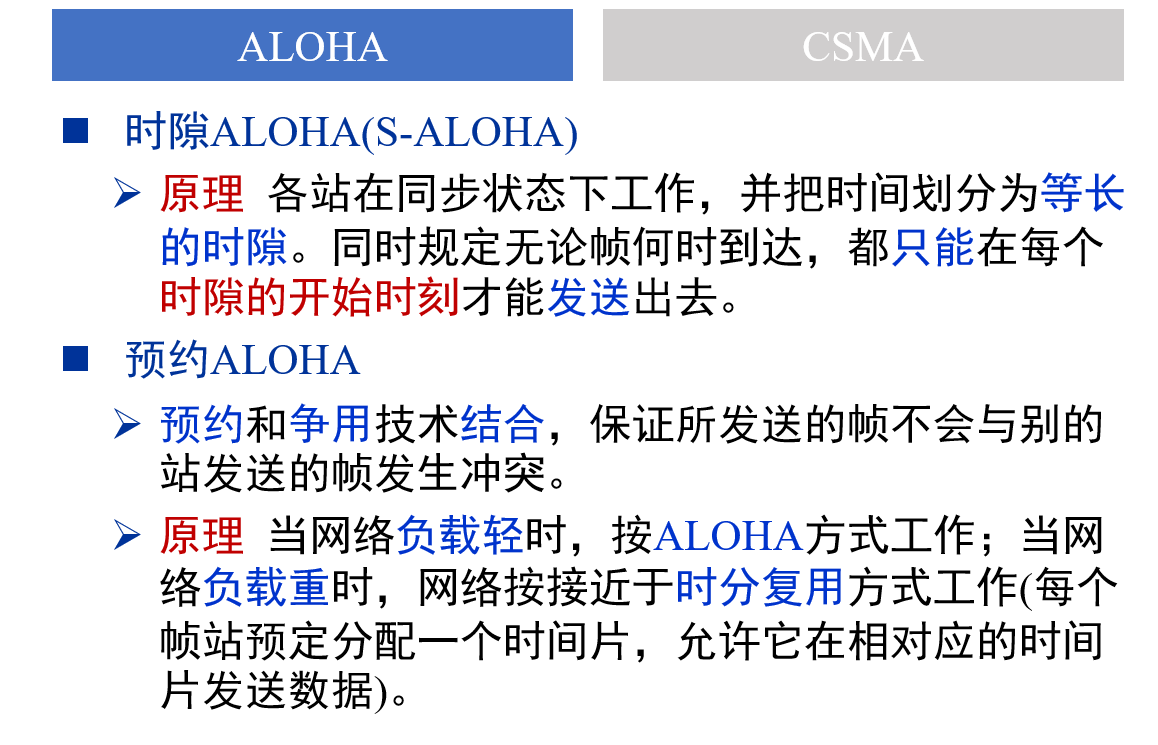 ALOHA
CSMA
时隙ALOHA(S-ALOHA)
原理 各站在同步状态下工作，并把时间划分为等长
的时隙。同时规定无论帧何时到达，都只能在每个
时隙的开始时刻才能发送出去。
预约ALOHA
预约和争用技术结合，保证所发送的帧不会与别的
站发送的帧发生冲突。
原理 当网络负载轻时，按ALOHA方式工作；当网
络负载重时，网络按接近于时分复用方式工作(每个
帧站预定分配一个时间片，允许它在相对应的时间
片发送数据)。